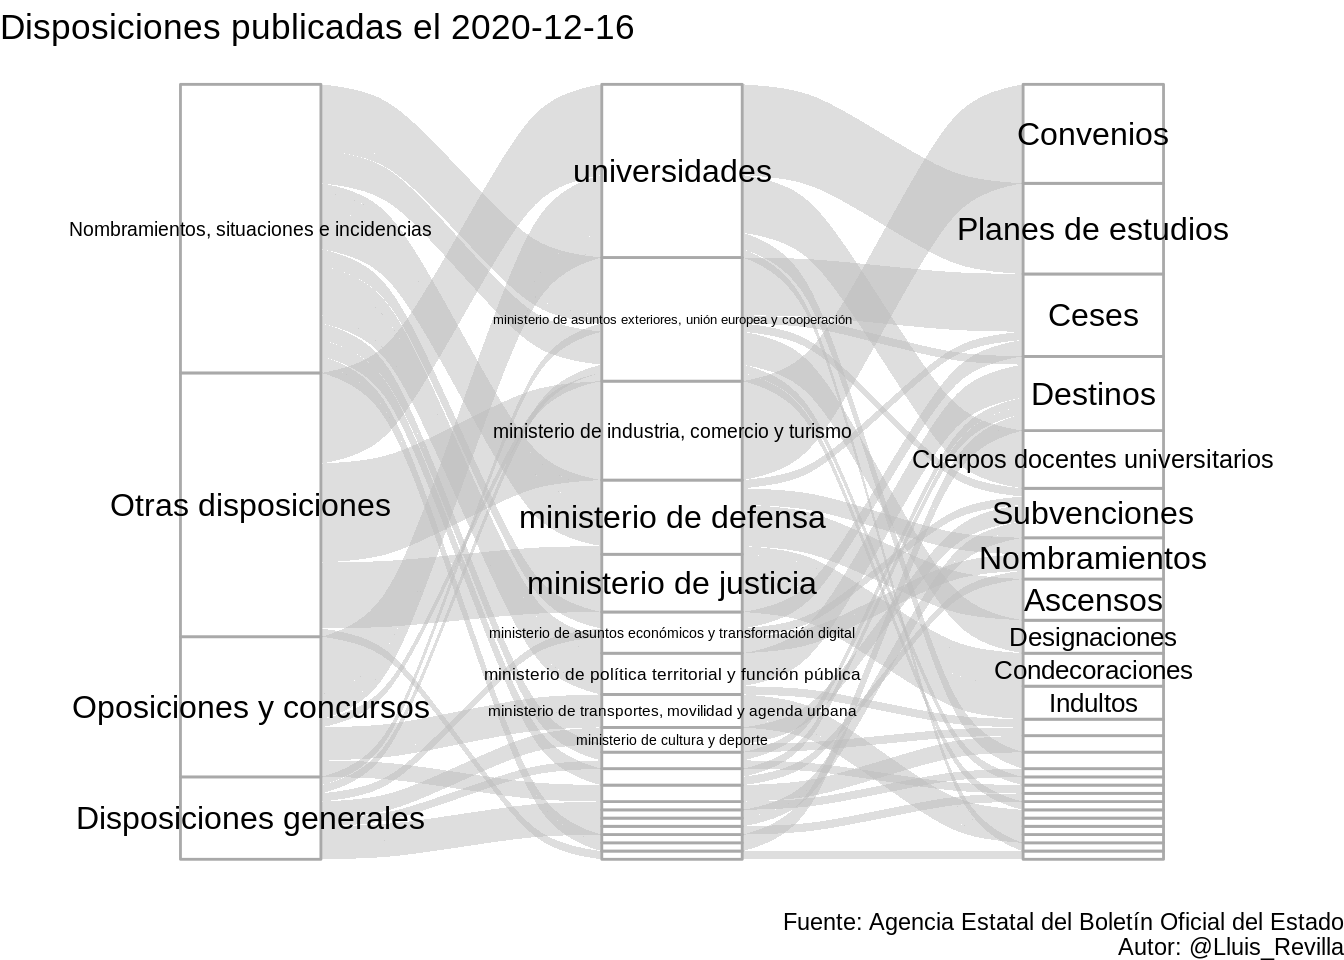 Disposiciones publicadas el 2020-12-16
Nombramientos, situaciones e incidencias
Otras disposiciones
Oposiciones y concursos
Disposiciones generales
universidades
ministerio de asuntos exteriores, unión europea y cooperación
ministerio de industria, comercio y turismo
ministerio de defensa
ministerio de justicia
ministerio de asuntos económicos y transformación digital
ministerio de política territorial y función pública
ministerio de transportes, movilidad y agenda urbana
ministerio de cultura y deporte
Convenios
Planes de estudios
Ceses
Destinos
Cuerpos docentes universitarios
Subvenciones
Nombramientos
Ascensos
Designaciones
Condecoraciones
Indultos
Fuente: Agencia Estatal del Boletín Oficial del Estado
Autor: @Lluis_Revilla